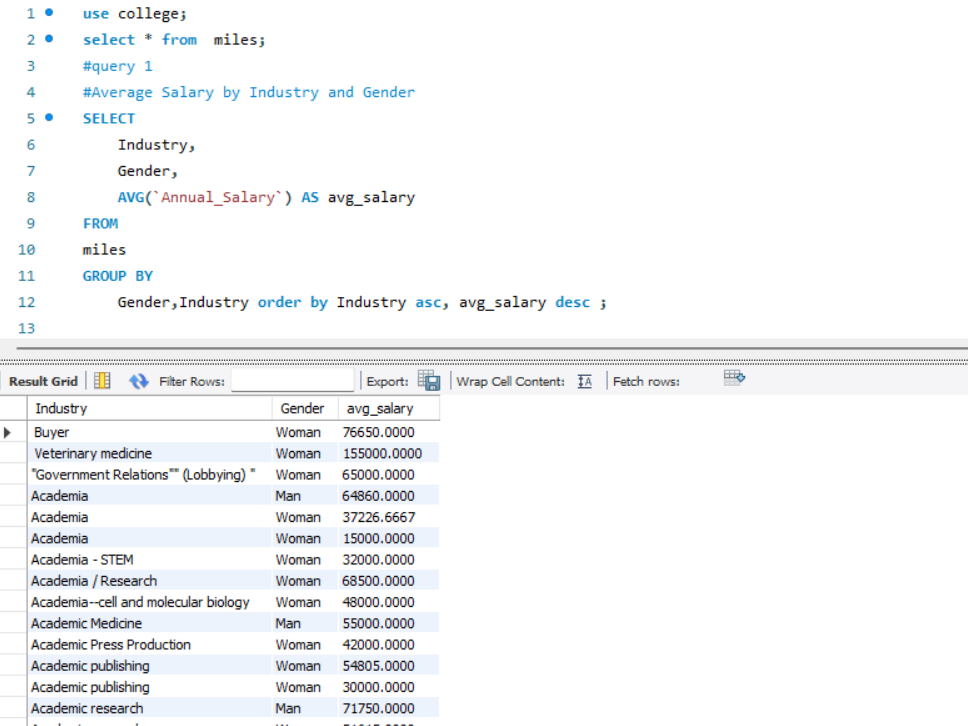 1 use college;
2 select * from miles;
3 #query 1
4 #Average Salary by Industry and Gender
5 SELECT
6 Industry,
7 Gender,
8 AVG(`Annual_Salary`) AS avg_salary
9 FROM
10 miles
11 GROUP BY
12 Gender,Industry order by Industry asc, avg_salary desc ;
13
Result Grid Filter Rows: Export: Wrap Cell Content: Fetch rows:
Industry Gender avg_salary
Buyer Woman 76650.0000
Veterinary medicine Woman 155000.0000
"Government Relations"" (Lobbying) " Woman 65000.0000
Academia Man 64860.0000
Academia Woman 37226.6667
Academia Woman 15000.0000
Academia - STEM Woman 32000.0000
Academia / Research Woman 68500.0000
Academia--cell and molecular biology Woman 48000.0000
Academic Medicine Man 55000.0000
Academic Press Production Woman 42000.0000
Academic publishing Woman 54805.0000
Academic publishing Woman 30000.0000
Academic research Man 71750.0000